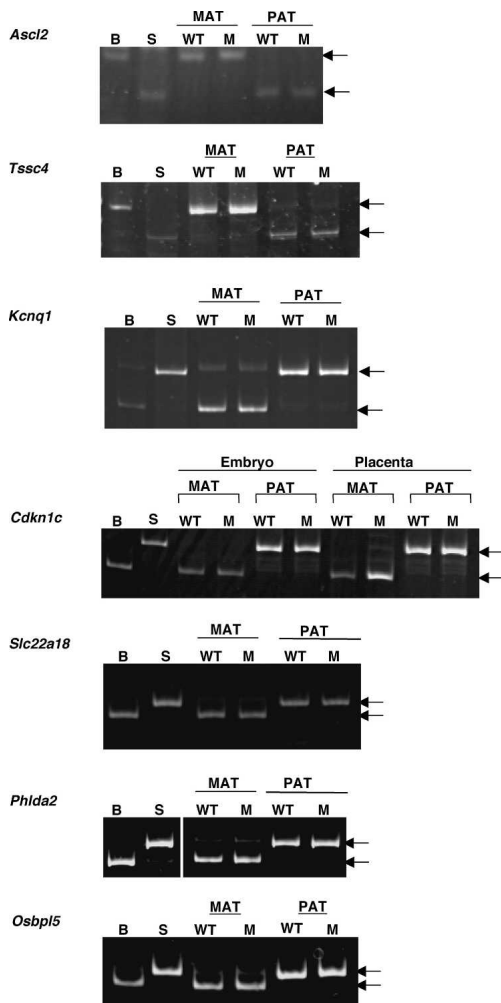 MAT PAT
Ascl2 B S WT M WT M
MAT PAT
Tssc4 B S WT M WT M
MAT PAT
Kcnq1 B S WT M WT M
Embryo Placenta
MAT PAT MAT PAT
Cdkn1c B S WT M WT M WT M WT M
MAT PAT
Slc22a18 B S WT M WT M
MAT PAT
Phlda2 B S WT M WT M
MAT PAT
Osbpl5 B S WT M WT M